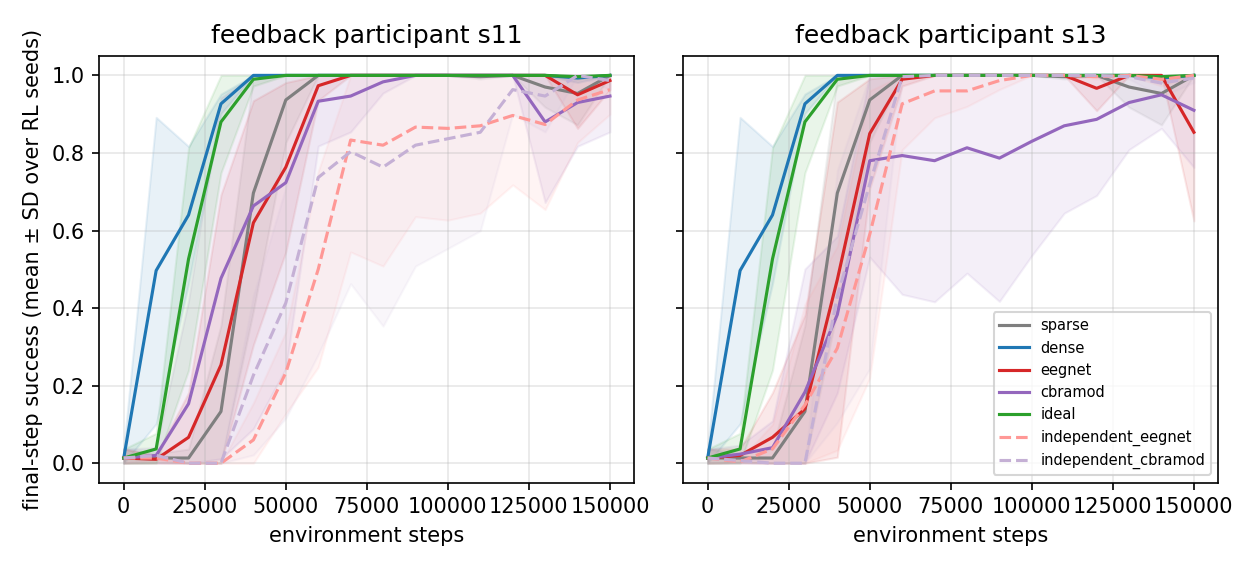 feedback participant s11
feedback participant s13
final-step success (mean ± SD over RL seeds)
1.0
0.8
0.6
0.4
0.2
0.0
0 25000 50000 75000 100000 125000 150000
0 25000 50000 75000 100000 125000 150000
environment steps
environment steps
sparse
dense
eegnet
cbramod
ideal
independent_eegnet
independent_cbramod